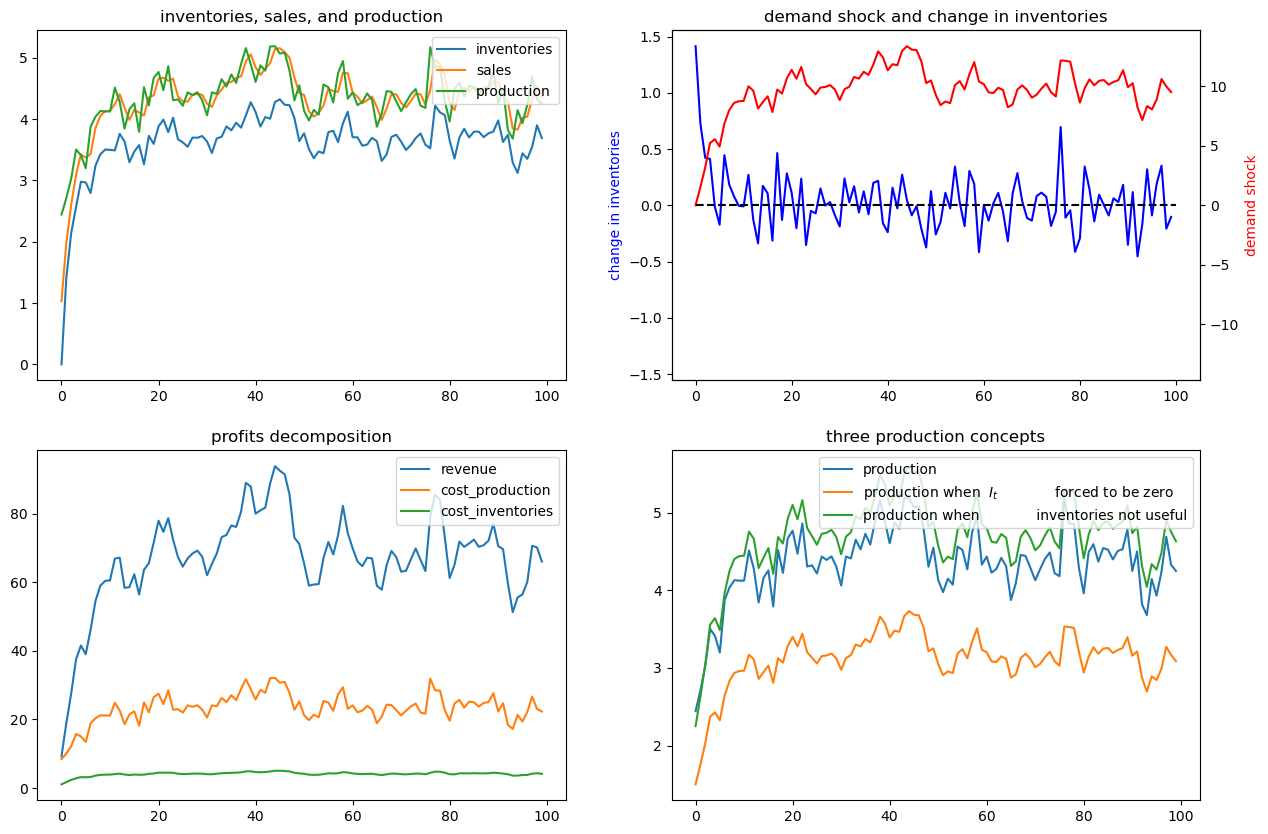 inventories, sales, and production
inventories
sales
production
5
4
3
2
1
0
0 20 40 60 80 100
demand shock and change in inventories
change in inventories
1.5
1.0
0.5
0.0
−0.5
−1.0
−1.5
10
5
0
−5
−10
demand shock
0 20 40 60 80 100
profits decomposition
revenue
cost_production
cost_inventories
80
60
40
20
0
0 20 40 60 80 100
three production concepts
production
production when I_t forced to be zero
production when inventories not useful
5
4
3
2
0 20 40 60 80 100